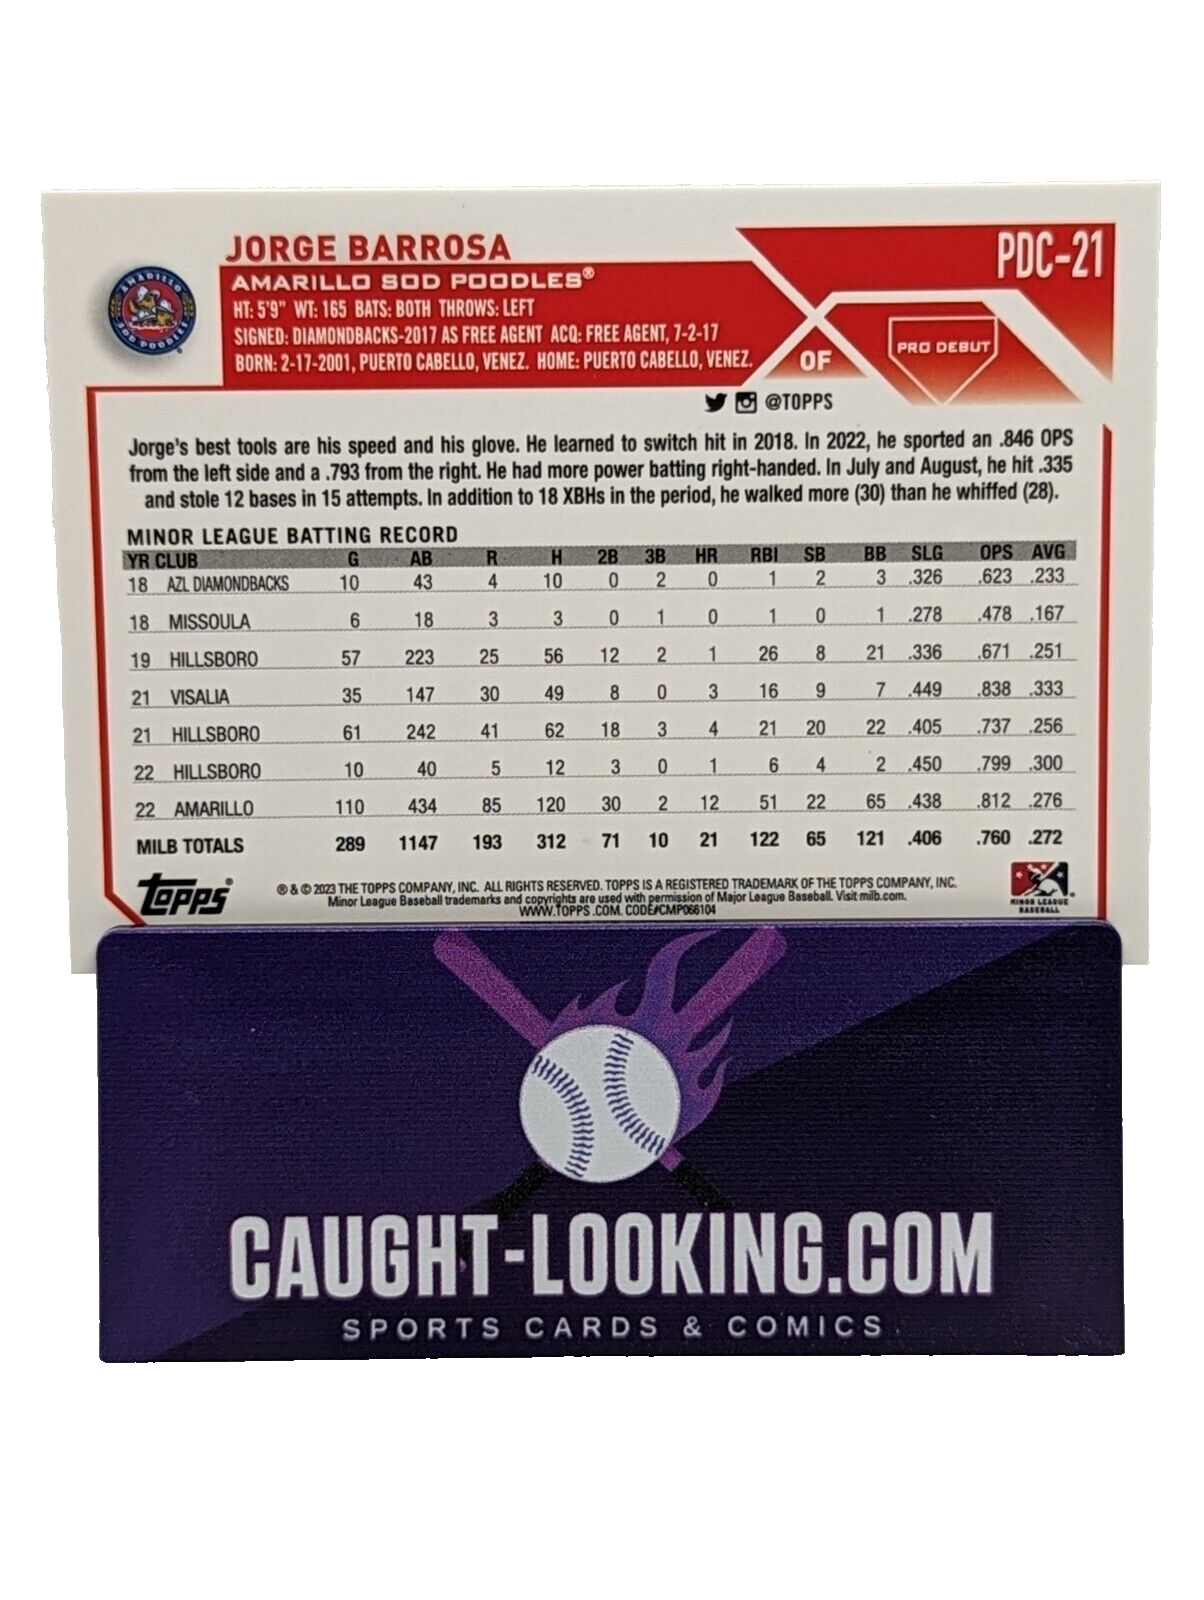 JORGE BARROSA
PDC-21
AMARILLO SOD POODLES®
HT: 5'9" WT: 165 BATS: BOTH THROWS: LEFT
SIGNED: DIAMONDBACKS-2017 AS FREE AGENT ACQ: FREE AGENT, 7-2-17
BORN: 2-17-2001, PUERTO CABELLO, VENEZ. HOME: PUERTO CABELLO, VENEZ.
OF
PRO DEBUT
AMARILLO
SOD POODLES
@TOPPS
Jorge's best tools are his speed and his glove. He learned to switch hit in 2018. In 2022, he sported an .846 OPS
from the left side and a .793 from the right. He had more power batting right-handed. In July and August, he hit .335
and stole 12 bases in 15 attempts. In addition to 18 XBHs in the period, he walked more (30) than he whiffed (28).
MINOR LEAGUE BATTING RECORD
YR CLUB G AB R H 2B 3B HR RBI SB BB SLG OPS AVG
18 AZL DIAMONDBACKS 10 43 4 10 0 2 0 1 2 3 .326 .623 .233
18 MISSOULA 6 18 3 3 0 1 0 1 0 1 .278 .478 .167
19 HILLSBORO 57 223 25 56 12 2 1 26 8 21 .336 .671 .251
21 VISALIA 35 147 30 49 8 0 3 16 9 7 .449 .838 .333
21 HILLSBORO 61 242 41 62 18 3 4 21 20 22 .405 .737 .256
22 HILLSBORO 10 40 5 12 3 0 1 6 4 2 .450 .799 .300
22 AMARILLO 110 434 85 120 30 2 12 51 22 65 .438 .812 .276
MILB TOTALS 289 1147 193 312 71 10 21 122 65 121 .406 .760 .272
Topps®
® & © 2023 THE TOPPS COMPANY, INC. ALL RIGHTS RESERVED. TOPPS IS A REGISTERED TRADEMARK OF THE TOPPS COMPANY, INC.
Minor League Baseball trademarks and copyrights are used with permission of Major League Baseball. Visit milb.com.
WWW.TOPPS.COM. CODE#CMP066104
MINOR LEAGUE
BASEBALL
CAUGHT-LOOKING.COM
SPORTS CARDS & COMICS